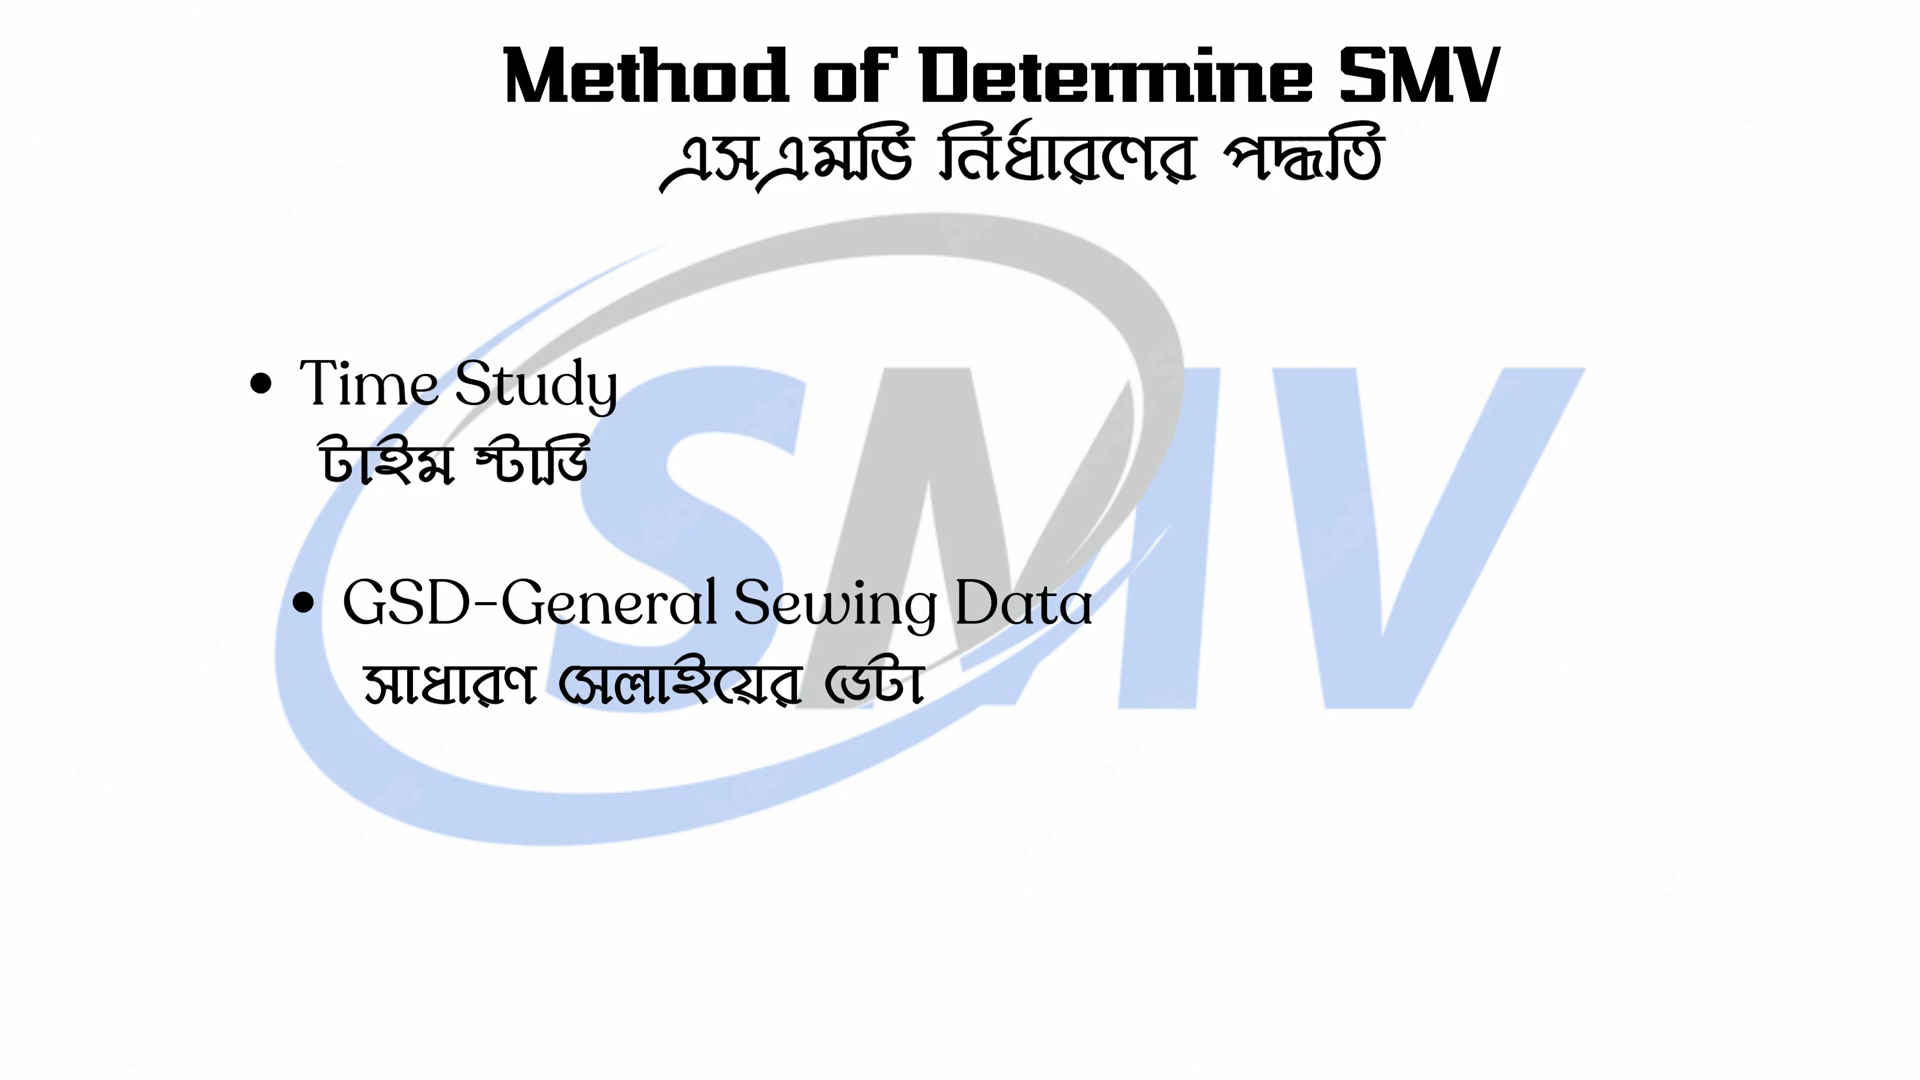 Method of Determine SMV
এসএমভি নির্ধারণের পদ্ধতি
• Time Study
টাইম স্টাডি
• GSD-General Sewing Data
সাধারণ সেলাইয়ের ডেটা
SMV